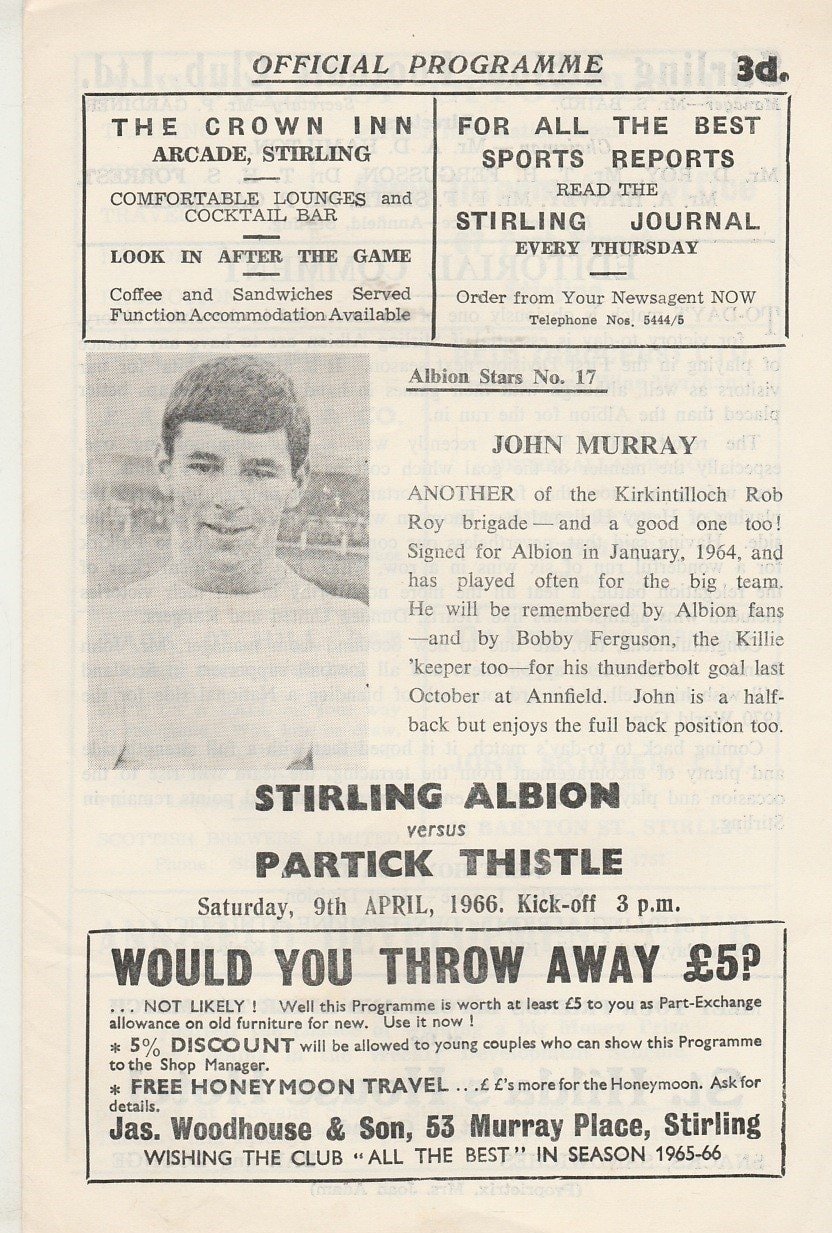 OFFICIAL PROGRAMME
3d.
THE CROWN INN
ARCADE, STIRLING
COMFORTABLE LOUNGES and
COCKTAIL BAR
LOOK IN AFTER THE GAME
Coffee and Sandwiches Served
Function Accommodation Available
FOR ALL THE BEST
SPORTS REPORTS
READ THE
STIRLING JOURNAL
EVERY THURSDAY
Order from Your Newsagent NOW
Telephone Nos. 5444/5
Albion Stars No. 17
JOHN MURRAY
ANOTHER of the Kirkintilloch Rob
Roy brigade — and a good one too!
Signed for Albion in January, 1964, and
has played often for the big team.
He will be remembered by Albion fans
—and by Bobby Ferguson, the Killie
'keeper too—for his thunderbolt goal last
October at Annfield. John is a half-
back but enjoys the full back position too.
STIRLING ALBION
versus
PARTICK THISTLE
Saturday, 9th APRIL, 1966. Kick-off 3 p.m.
WOULD YOU THROW AWAY £5?
... NOT LIKELY ! Well this Programme is worth at least £5 to you as Part-Exchange
allowance on old furniture for new. Use it now !
* 5% DISCOUNT will be allowed to young couples who can show this Programme
to the Shop Manager.
* FREE HONEYMOON TRAVEL ...£ £'s more for the Honeymoon. Ask for
details.
Jas. Woodhouse & Son, 53 Murray Place, Stirling
WISHING THE CLUB "ALL THE BEST" IN SEASON 1965-66